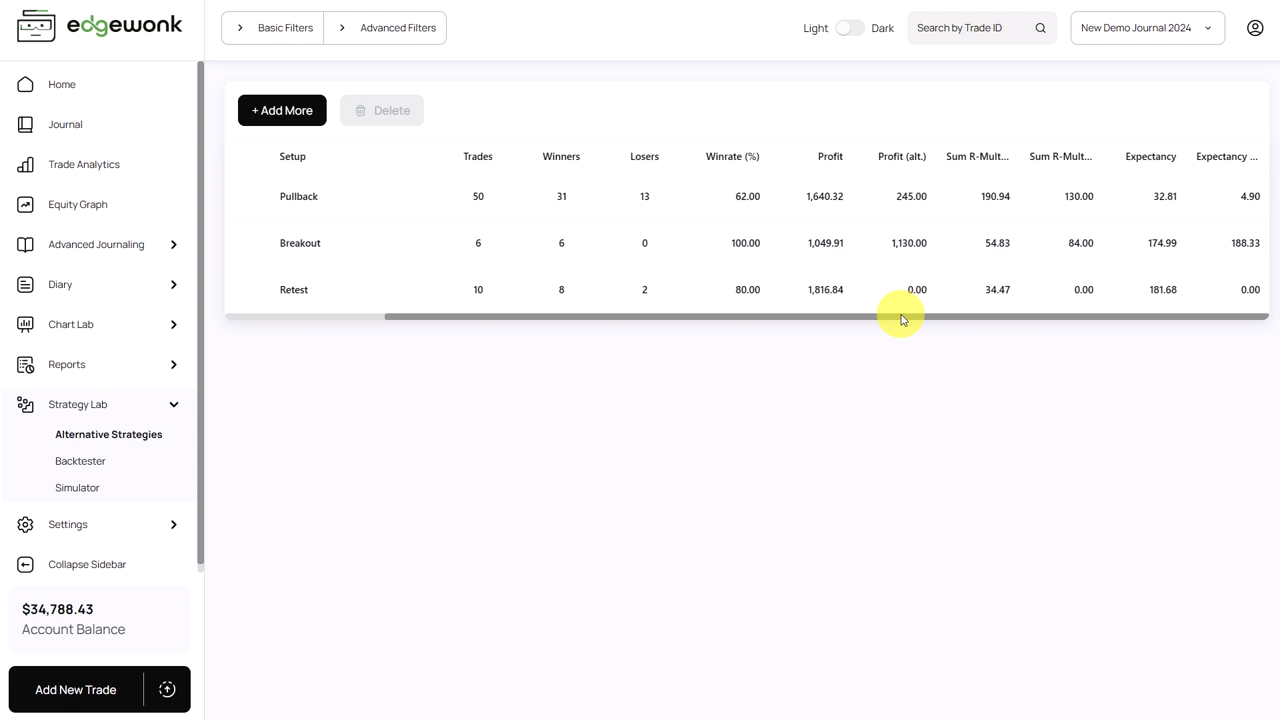 edgewonk
Basic Filters
Advanced Filters
Light
Dark
Search by Trade ID
New Demo Journal 2024
Home
Journal
Trade Analytics
Equity Graph
Advanced Journaling
Diary
Chart Lab
Reports
Strategy Lab
Alternative Strategies
Backtester
Simulator
Settings
Collapse Sidebar
$34,788.43
Account Balance
Add New Trade
+ Add More
Delete
Setup Trades Winners Losers Winrate (%) Profit Profit (alt.) Sum R-Mult... Sum R-Mult... Expectancy Expectancy ...
Pullback 50 31 13 62.00 1,640.32 245.00 190.94 130.00 32.81 4.90
Breakout 6 6 0 100.00 1,049.91 1,130.00 54.83 84.00 174.99 188.33
Retest 10 8 2 80.00 1,816.84 0.00 34.47 0.00 181.68 0.00